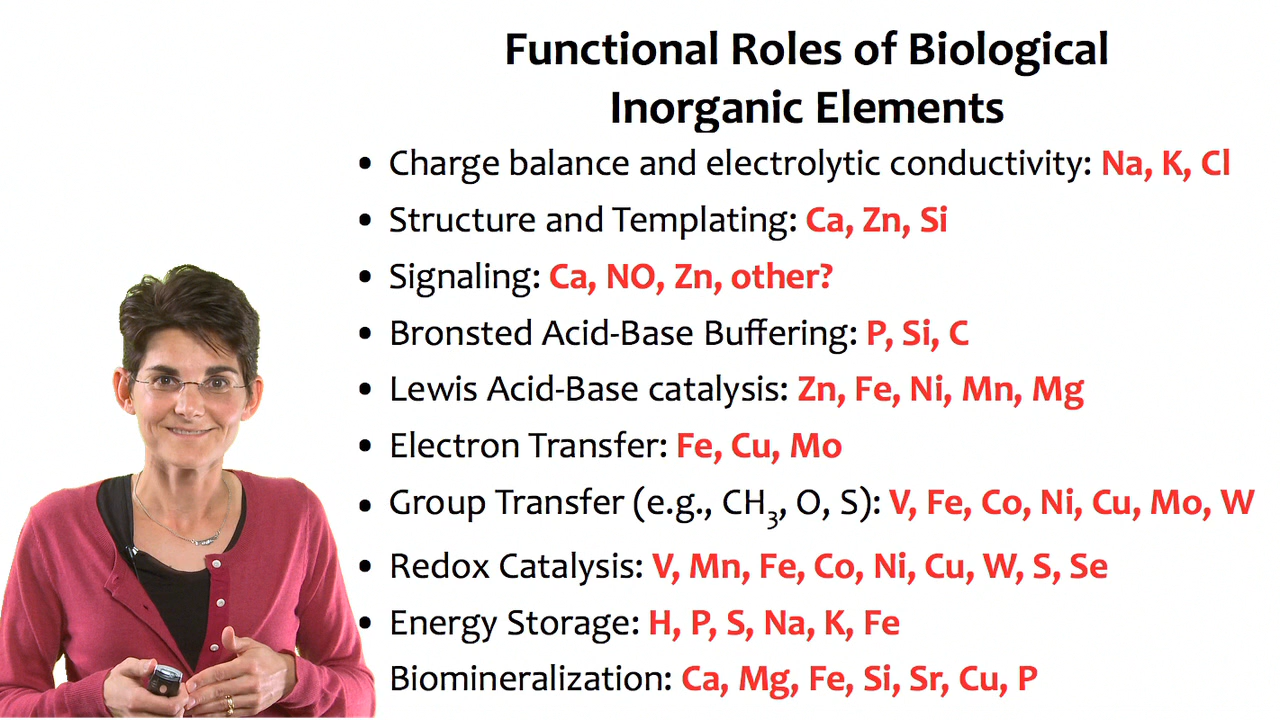 Functional Roles of Biological
Inorganic Elements
• Charge balance and electrolytic conductivity: Na, K, Cl
• Structure and Templating: Ca, Zn, Si
• Signaling: Ca, NO, Zn, other?
• Bronsted Acid-Base Buffering: P, Si, C
• Lewis Acid-Base catalysis: Zn, Fe, Ni, Mn, Mg
• Electron Transfer: Fe, Cu, Mo
• Group Transfer (e.g., CH₃, O, S): V, Fe, Co, Ni, Cu, Mo, W
• Redox Catalysis: V, Mn, Fe, Co, Ni, Cu, W, S, Se
• Energy Storage: H, P, S, Na, K, Fe
Biomineralization: Ca, Mg, Fe, Si, Sr, Cu, P